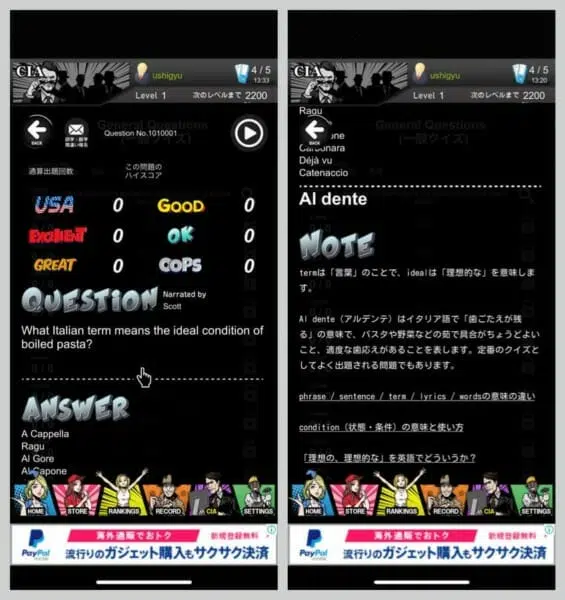 CIA
ushigyu
4 / 5
13:33
Level 1
次のレベルまで 2200
General Questions
(一般クイズ)
BACK
Question No.1010001
通算出題回数
この問題の
ハイスコア
USA 0
GOOD 0
EXCELLENT 0
OK 0
GREAT 0
OOPS 0
QUESTION
Narrated by
Scott
What Italian term means the ideal condition of
boiled pasta?
ANSWER
A Cappella
Ragu
Al Gore
Al Capone
HOME
STORE
RANKINGS
RECORD
CIA
SETTINGS
PayPal
海外通販でおトク
新規登録無料
流行りのガジェット購入もサクサク決済
CIA
ushigyu
4 / 5
13:20
Level 1
次のレベルまで 2200
General Questions
(一般クイズ)
Ragu
BACK
Carbonara
Déjà vu
Catenaccio
Al dente
NOTE
termは「言葉」のことで、idealは「理想的な」を意味しま
す。
Al dente（アルデンテ）はイタリア語で「歯ごたえが残
る」の意味で、パスタや野菜などの茹で具合がちょうどよい
こと、適度な歯応えがあることを表します。定番のクイズと
してよく出題される問題でもあります。
phrase / sentence / term / lyrics / wordsの意味の違い
condition（状態・条件）の意味と使い方
「理想の、理想的な」を英語でどういうか？
HOME
STORE
RANKINGS
RECORD
CIA
SETTINGS
PayPal
海外通販でおトク
新規登録無料
流行りのガジェット購入もサクサク決済